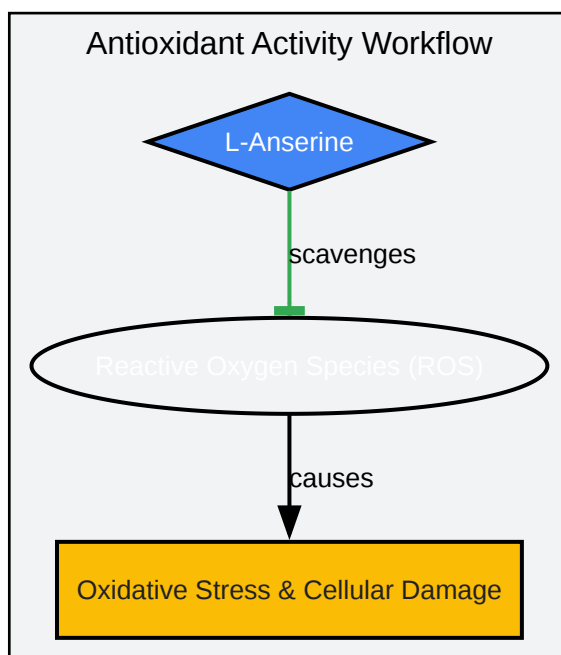 Antioxidant Activity Workflow
L-Anserine
scavenges
Reactive Oxygen Species (ROS)
causes
Oxidative Stress & Cellular Damage